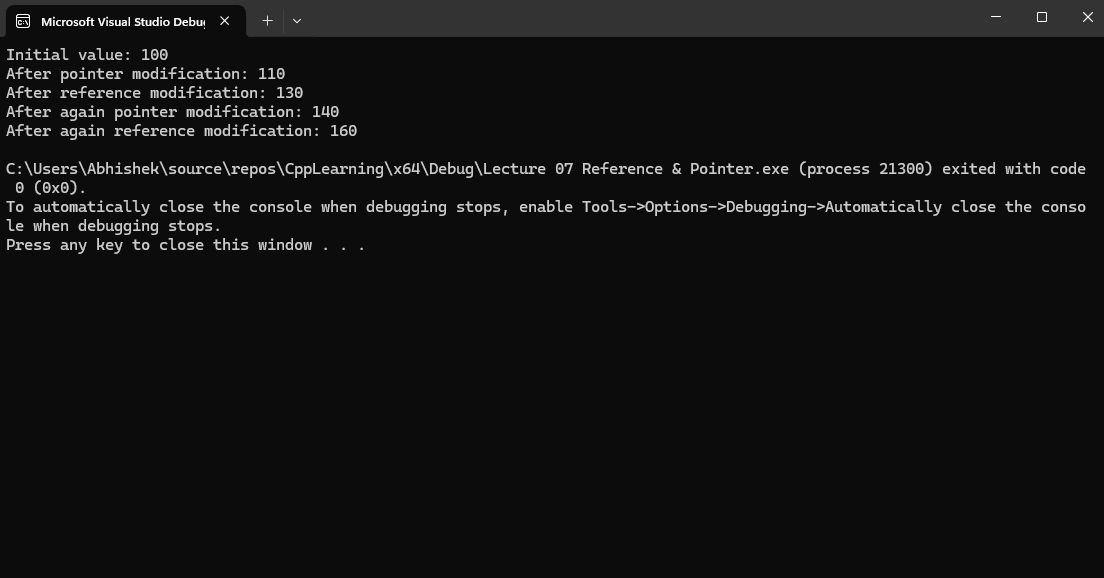 Microsoft Visual Studio Debug
Initial value: 100
After pointer modification: 110
After reference modification: 130
After again pointer modification: 140
After again reference modification: 160
C:\Users\Abhishek\source\repos\CppLearning\x64\Debug\Lecture 07 Reference & Pointer.exe (process 21300) exited with code
 0 (0x0).
To automatically close the console when debugging stops, enable Tools->Options->Debugging->Automatically close the conso
le when debugging stops.
Press any key to close this window . . .